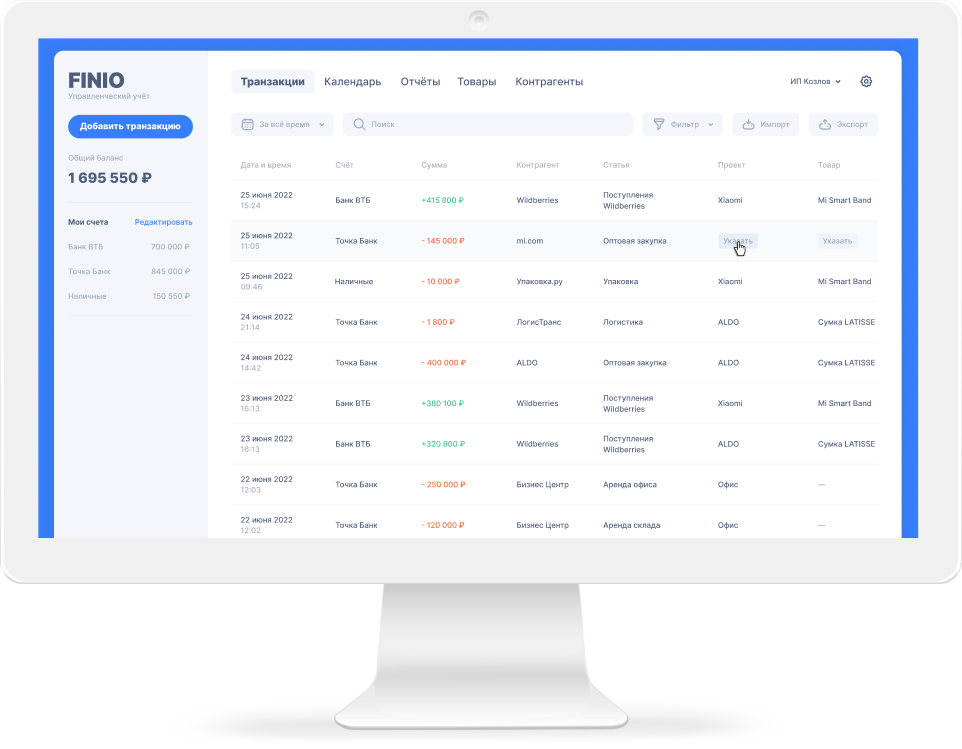 FINIO
Управленческий учёт
Добавить транзакцию
Общий баланс
1 695 550 ₽
Мои счета Редактировать
Банк ВТБ 700 000 ₽
Точка Банк 845 000 ₽
Наличные 150 550 ₽
Транзакции Календарь Отчёты Товары Контрагенты ИП Козлов
За всё время Поиск Фильтр Импорт Экспорт
Дата и время Счёт Сумма Контрагент Статья Проект Товар
25 июня 2022
15:24 Банк ВТБ +415 800 ₽ Wildberries Поступления Wildberries Xiaomi Mi Smart Band
25 июня 2022
11:05 Точка Банк - 145 000 ₽ mi.com Оптовая закупка Указать Указать
25 июня 2022
09:46 Наличные - 10 000 ₽ Упаковка.ру Упаковка Xiaomi Mi Smart Band
24 июня 2022
21:14 Точка Банк - 1 800 ₽ ЛогисТранс Логистика ALDO Сумка LATISSE
24 июня 2022
14:42 Точка Банк - 400 000 ₽ ALDO Оптовая закупка ALDO Сумка LATISSE
23 июня 2022
16:13 Банк ВТБ +380 100 ₽ Wildberries Поступления Wildberries Xiaomi Mi Smart Band
23 июня 2022
16:13 Банк ВТБ +320 900 ₽ Wildberries Поступления Wildberries ALDO Сумка LATISSE
22 июня 2022
12:03 Точка Банк - 250 000 ₽ Бизнес Центр Аренда офиса Офис —
22 июня 2022
12:02 Точка Банк - 120 000 ₽ Бизнес Центр Аренда склада Офис —